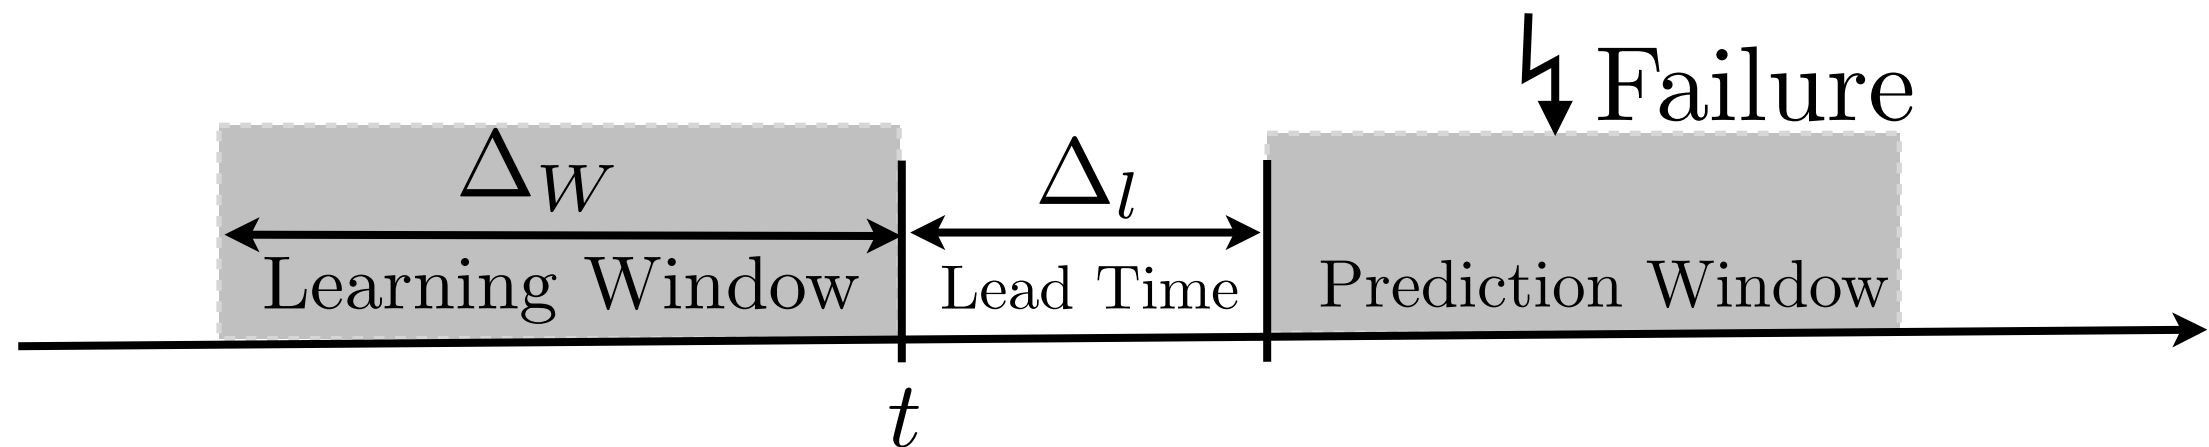 Failure
Δ_W
Δ_l
Learning Window
Lead Time
Prediction Window
t